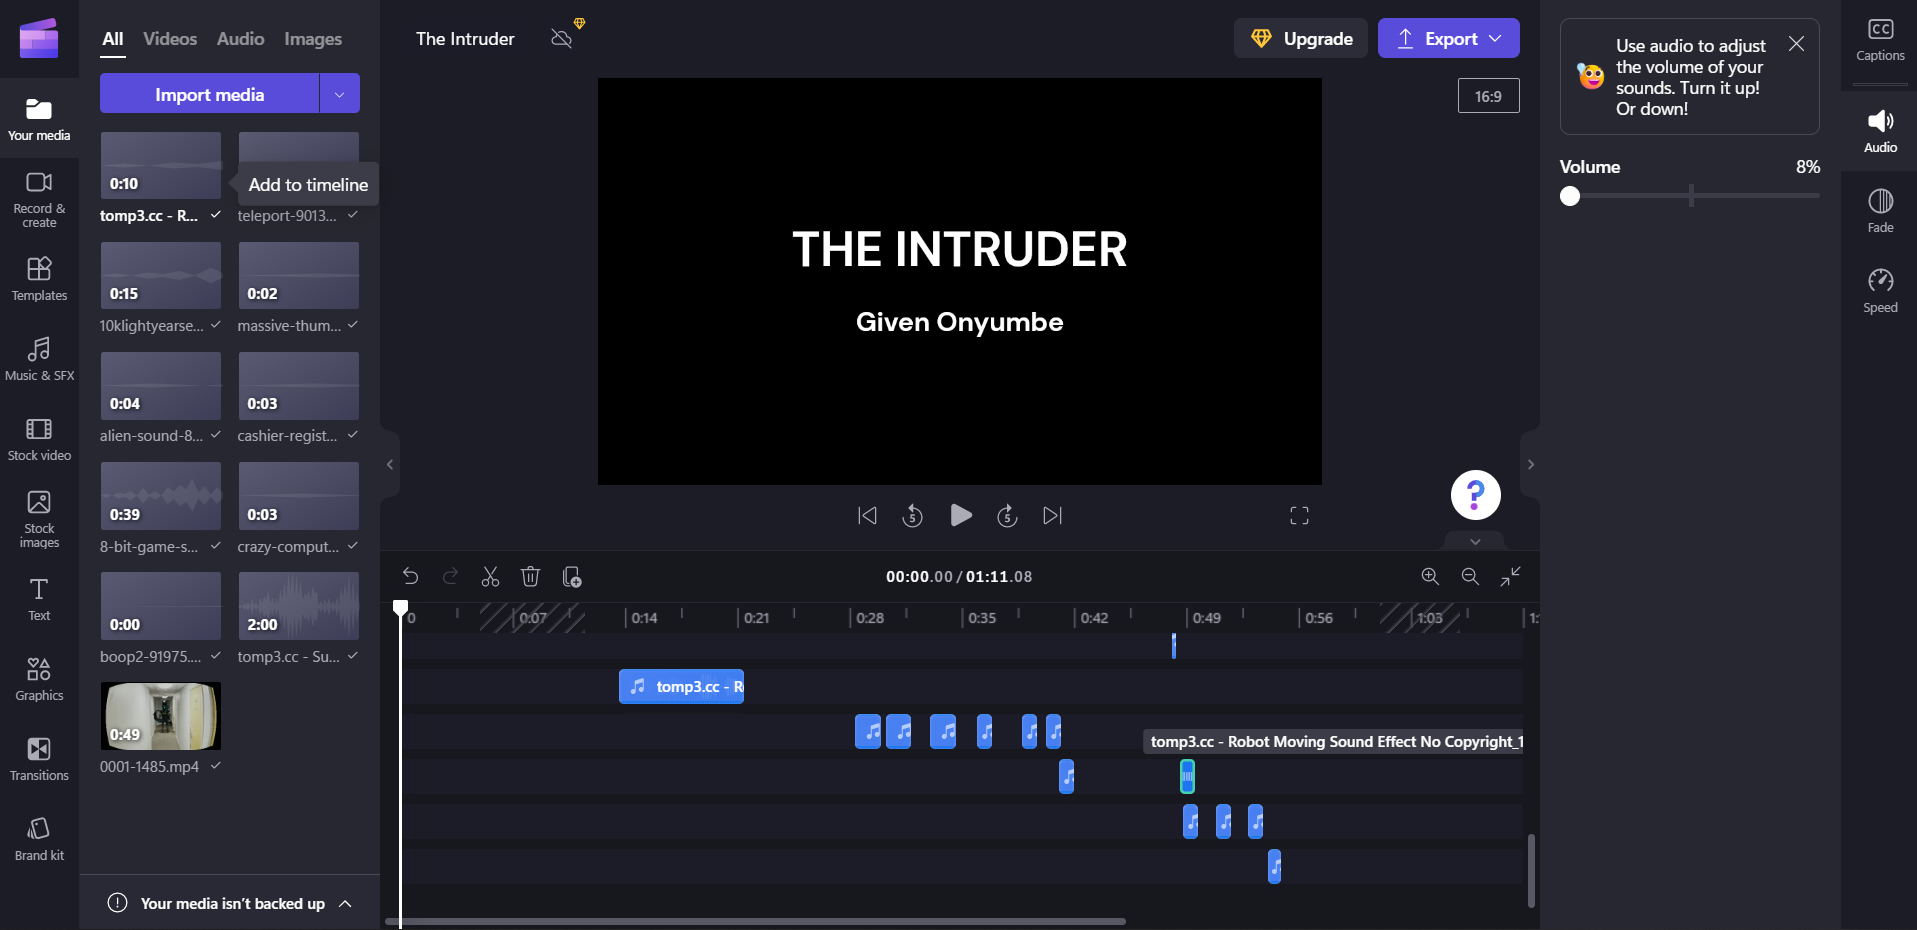 All Videos Audio Images
The Intruder
Upgrade
Export
Import media
Your media
Record &
create
Templates
Music & SFX
Stock video
Stock
images
Text
Graphics
Transitions
Brand kit
0:10
Add to timeline
tomp3.cc - R...
teleport-9013...
0:15
0:02
10klightyearse...
massive-thum...
0:04
0:03
alien-sound-8...
cashier-regist...
0:39
0:03
8-bit-game-s...
crazy-comput...
0:00
2:00
boop2-91975....
tomp3.cc - Su...
0:49
0001-1485.mp4
Your media isn't backed up
16:9
THE INTRUDER
Given Onyumbe
5
5
?
00:00.00 / 01:11.08
0 0:07 0:14 0:21 0:28 0:35 0:42 0:49 0:56 1:03 1:
tomp3.cc - R
tomp3.cc - Robot Moving Sound Effect No Copyright_1
Use audio to adjust
the volume of your
sounds. Turn it up!
Or down!
Volume 8%
CC
Captions
Audio
Fade
Speed